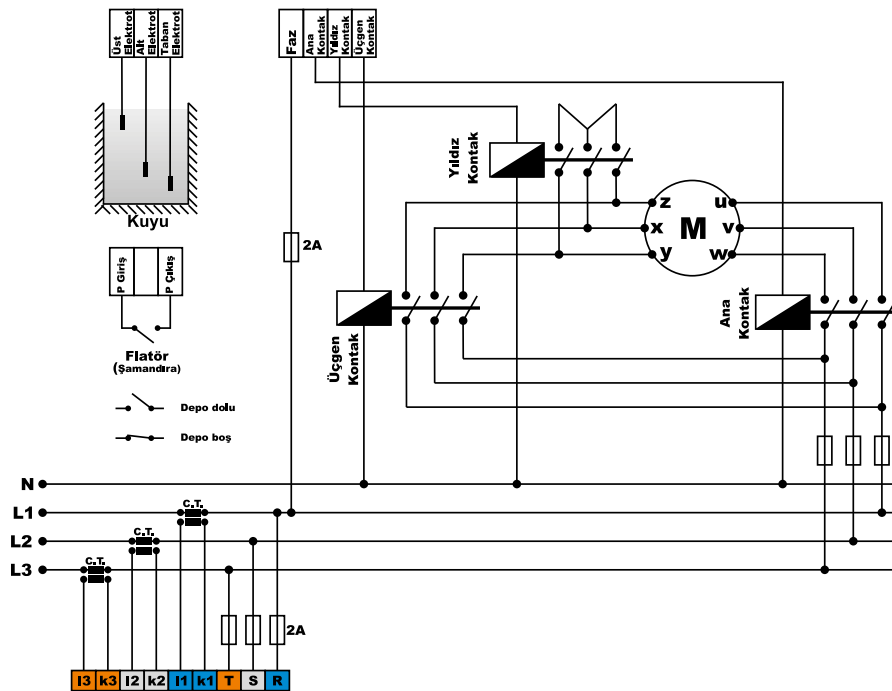 Üst Elektrot
Alt Elektrot
Taban Elektrot
Faz
Ana Kontak
Yıldız Kontak
Üçgen Kontak
Kuyu
P Giriş
P Çıkış
Flatör
(Şamandıra)
Depo dolu
Depo boş
2A
Yıldız
Kontak
z
x
y
M
u
v
w
Üçgen
Kontak
Ana
Kontak
N
L1
L2
L3
C.T.
C.T.
C.T.
2A
l3
k3
l2
k2
l1
k1
T
S
R